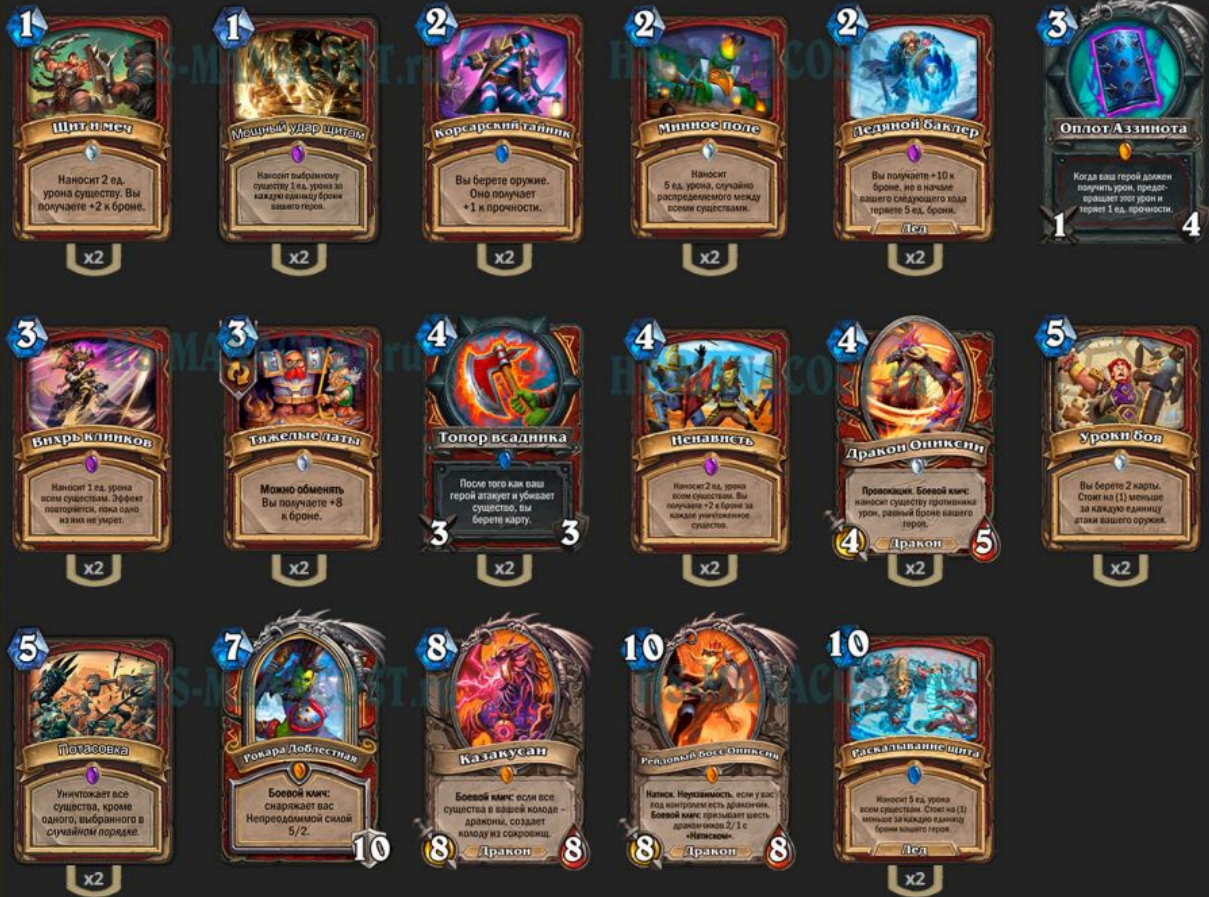 1
Щит и меч
Наносит 2 ед.
урона существу. Вы
получаете +2 к броне.
x2
1
Мощный удар щитом
Наносит выбранному
существу 1 ед. урона за
каждую единицу брони
вашего героя.
x2
2
Корсарский тайник
Вы берете оружие.
Оно получает
+1 к прочности.
x2
2
Минное поле
Наносит
5 ед. урона, случайно
распределяемого между
всеми существами.
x2
2
Ледяной баклер
Вы получаете +10 к
броне, но в начале
вашего следующего хода
теряете 5 ед. брони.
Лед
x2
3
Оплот Аззинота
Когда ваш герой должен
получить урон, предот-
вращает этот урон и
теряет 1 ед. прочности.
1
4
3
Вихрь клинков
Наносит 1 ед. урона
всем существам. Эффект
повторяется, пока одно
из них не умрет.
x2
3
Тяжелые латы
Можно обменять
Вы получаете +8
к броне.
x2
4
Топор всадника
После того как ваш
герой атакует и убивает
существо, вы
берете карту.
3
3
x2
4
Ненависть
Наносит 2 ед. урона
всем существам. Вы
получаете +2 к броне за
каждое уничтоженное
существо.
x2
4
Дракон Ониксии
Провокация. Боевой клич:
наносит существу противника
урон, равный броне вашего
героя.
4
Дракон
5
x2
5
Уроки боя
Вы берете 2 карты.
Стоит на (1) меньше
за каждую единицу
атаки вашего оружия.
x2
5
Потасовка
Уничтожает все
существа, кроме
одного, выбранного в
случайном порядке.
x2
7
Рокара Доблестная
Боевой клич:
снаряжает вас
Непреодолимой силой
5/2.
10
8
Казакусан
Боевой клич: если все
существа в вашей колоде –
драконы, создает
колоду из сокровищ.
8
Дракон
8
10
Рейдовый босс Ониксия
Натиск. Неуязвимость, если у вас
под контролем есть дракончик.
Боевой клич: призывает шесть
дракончиков 2/1 с
«Натиском».
8
Дракон
8
10
Раскалывание щита
Наносит 5 ед. урона
всем существам. Стоит на (1)
меньше за каждую единицу
брони вашего героя.
Лед
x2